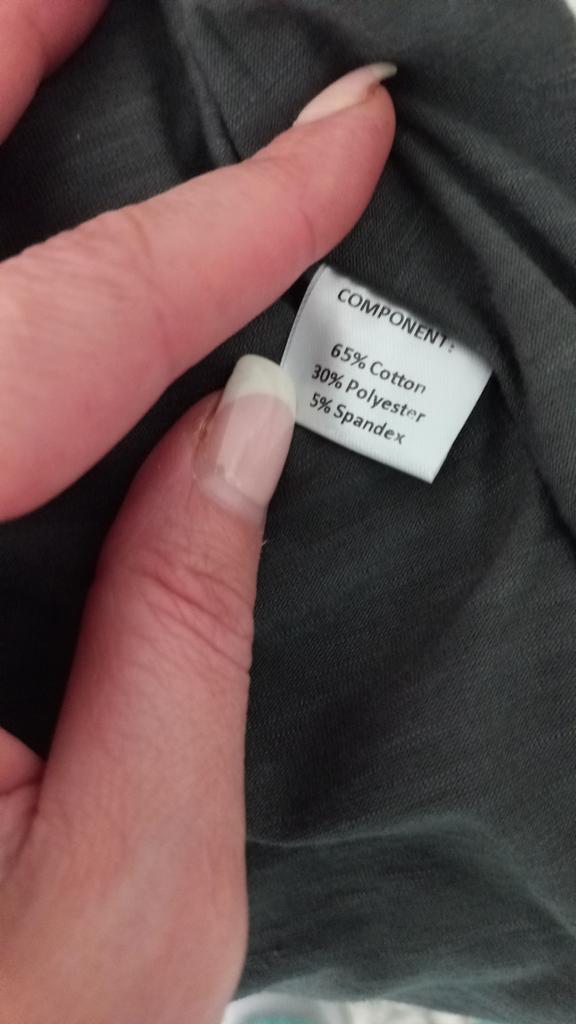 COMPONENT:
65% Cotton
30% Polyester
5% Spandex